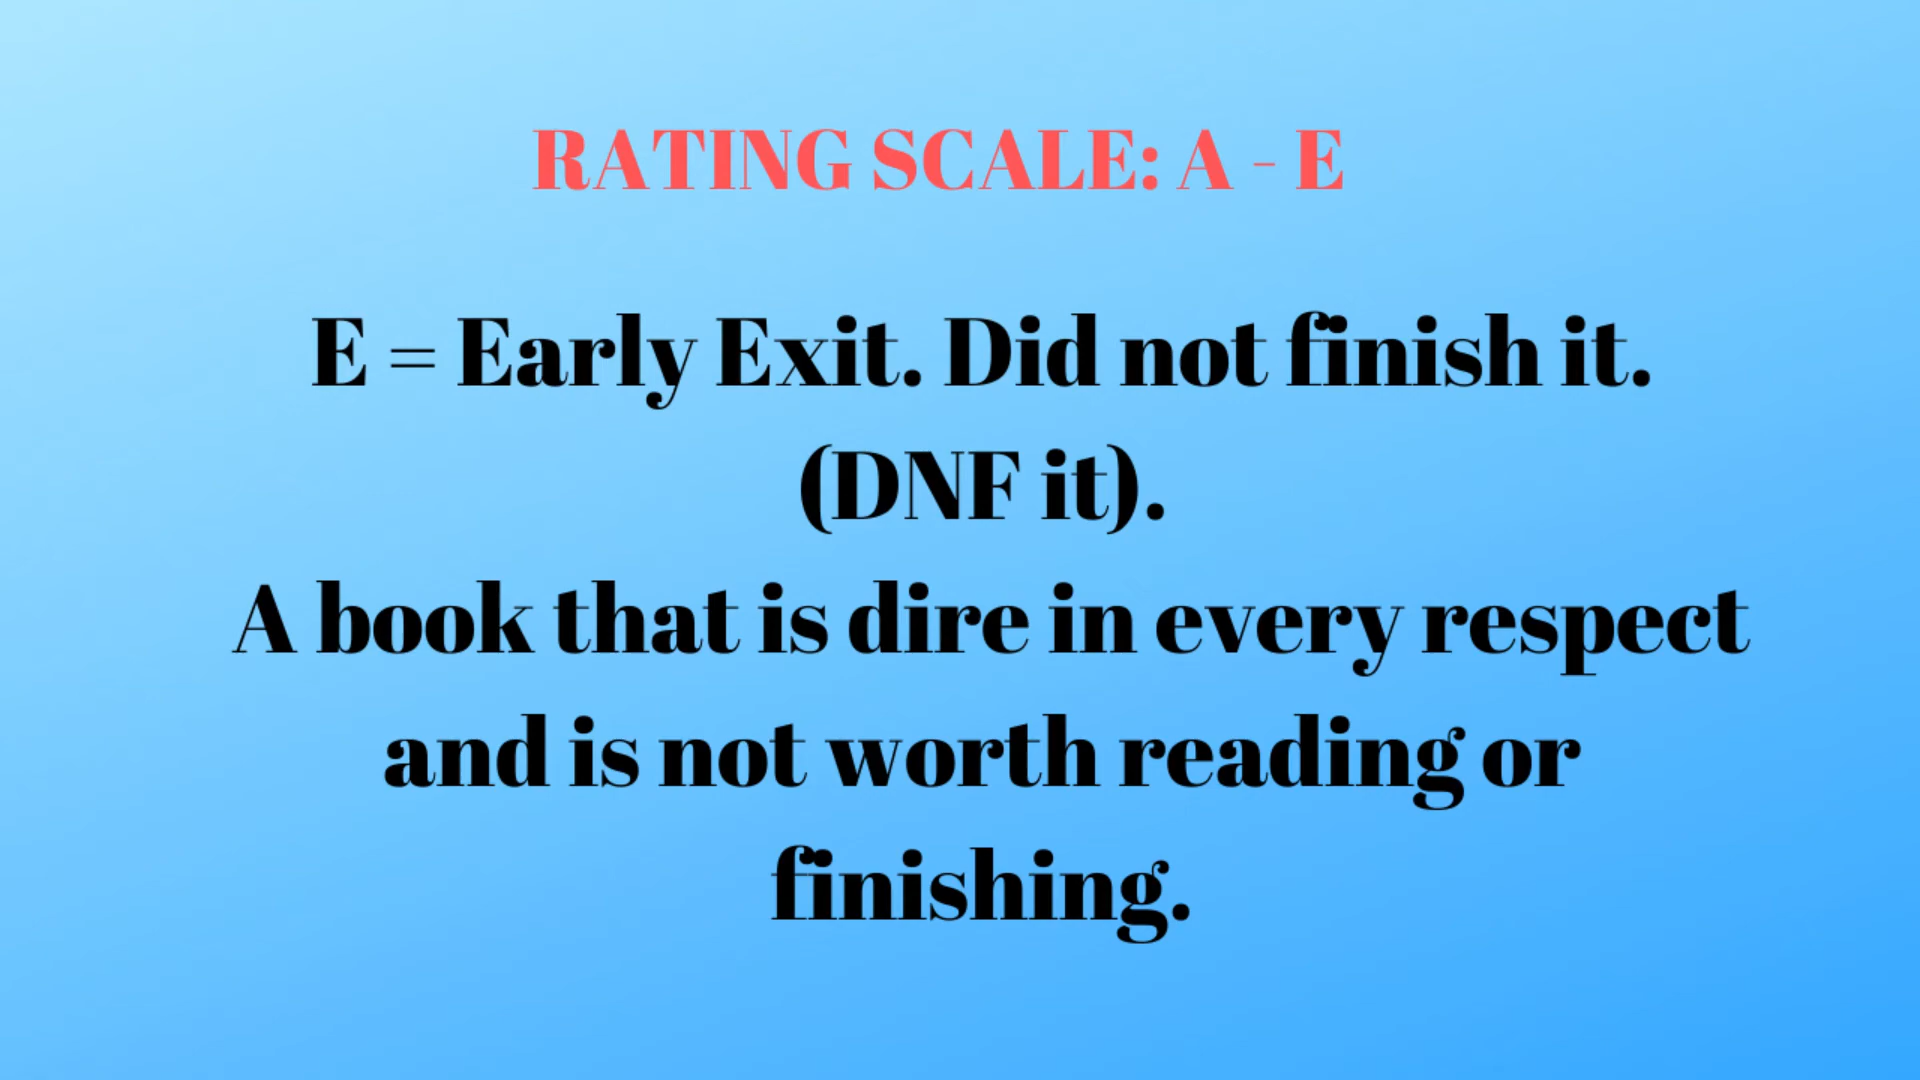 RATING SCALE: A - E
E = Early Exit. Did not finish it.
(DNF it).
A book that is dire in every respect
and is not worth reading or
finishing.